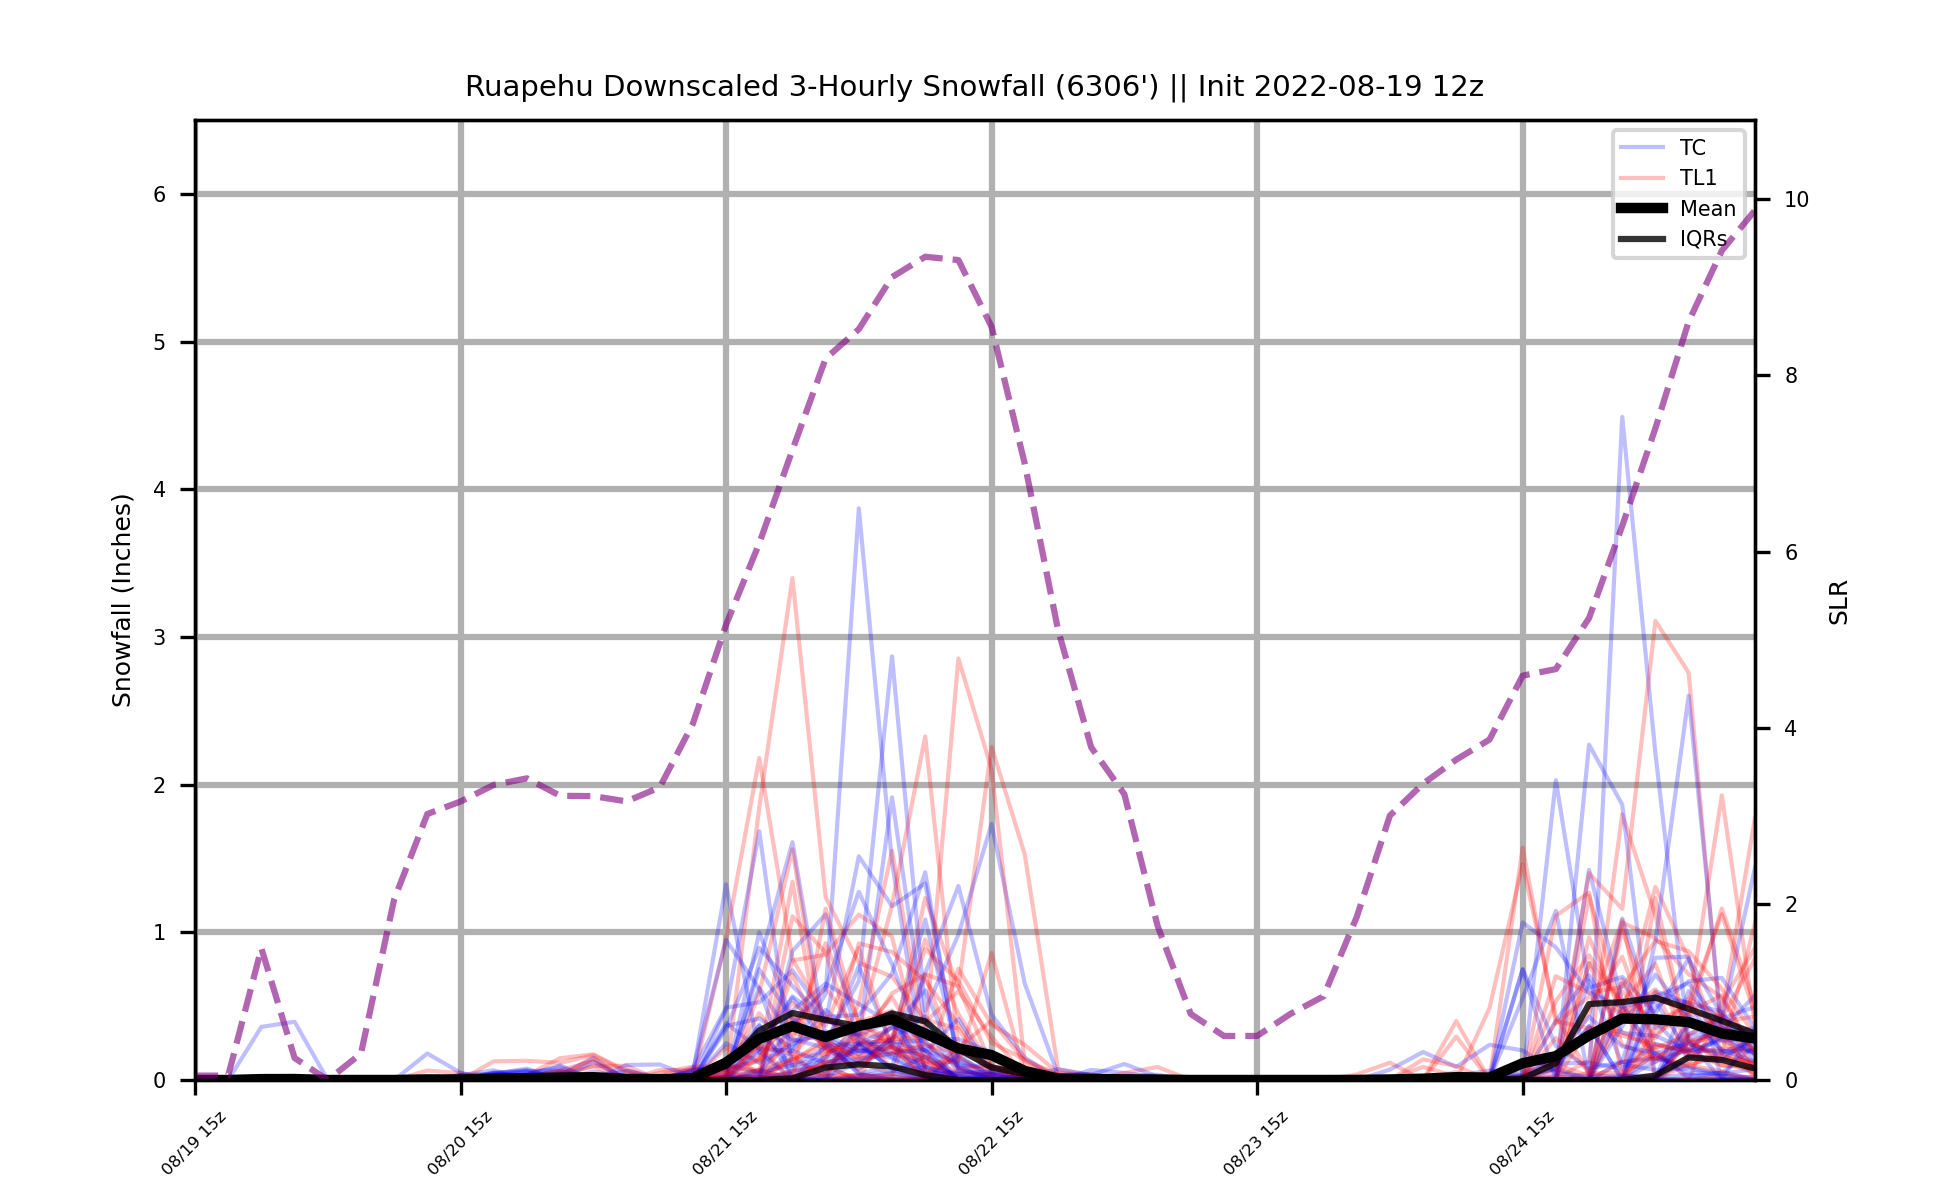 Ruapehu Downscaled 3-Hourly Snowfall (6306') || Init 2022-08-19 12z
TC
TL1
Mean
IQRs
6
5
4
3
2
1
0
Snowfall (Inches)
10
8
6
4
2
0
SLR
08/19 15z
08/20 15z
08/21 15z
08/22 15z
08/23 15z
08/24 15z